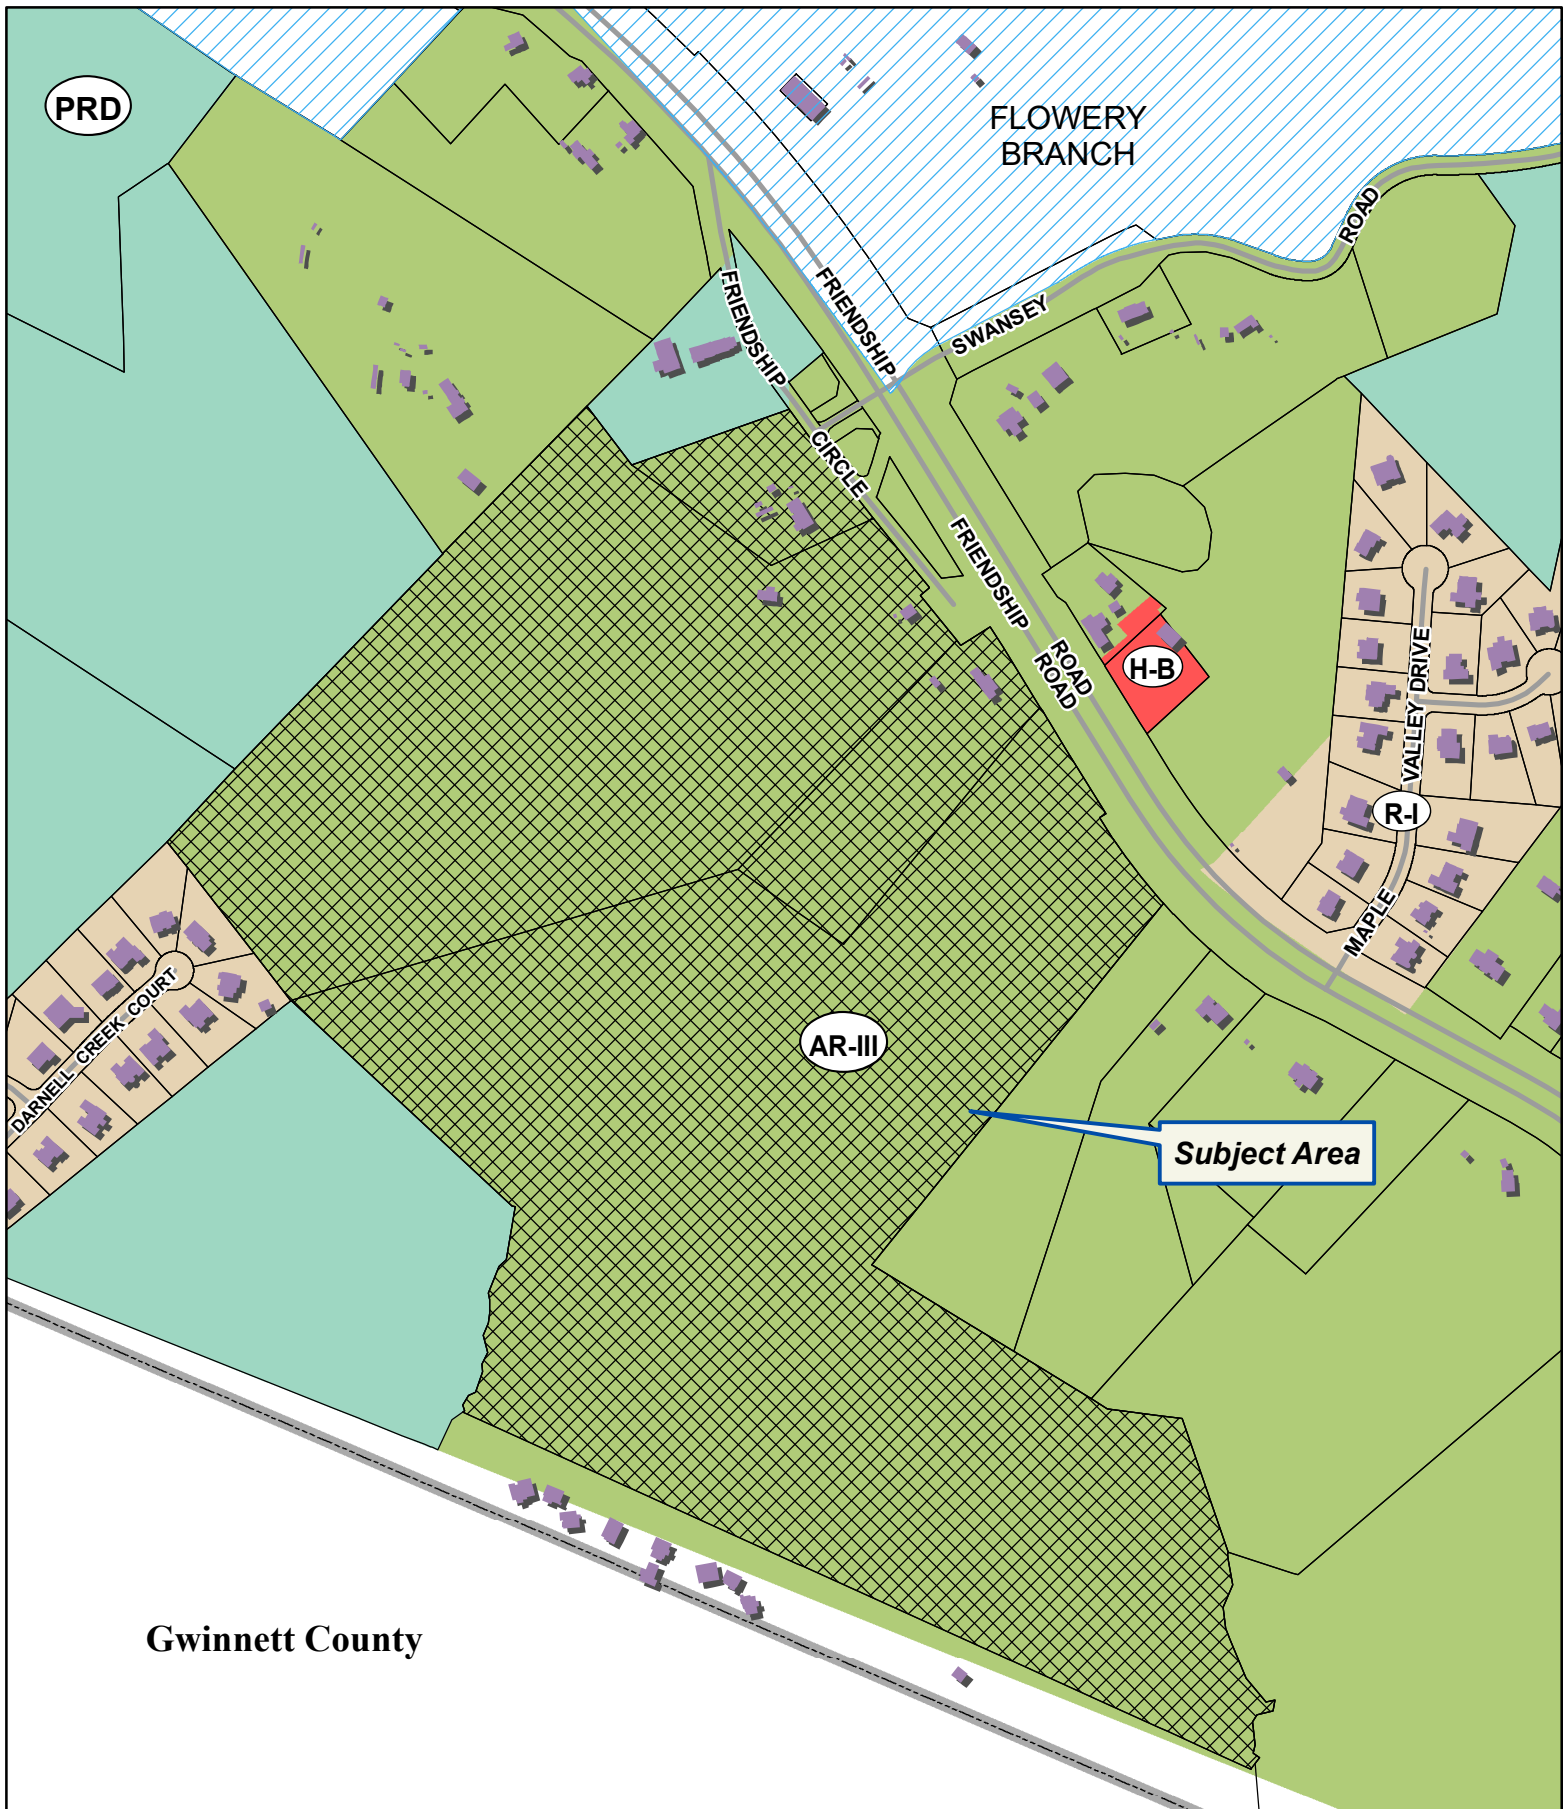 PRD
FLOWERY
BRANCH
ROAD
FRIENDSHIP
FRIENDSHIP
SWANSEY
CIRCLE
FRIENDSHIP
ROAD
ROAD
H-B
VALLEY DRIVE
R-I
MAPLE
DARNELL CREEK COURT
AR-III
Subject Area
Gwinnett County